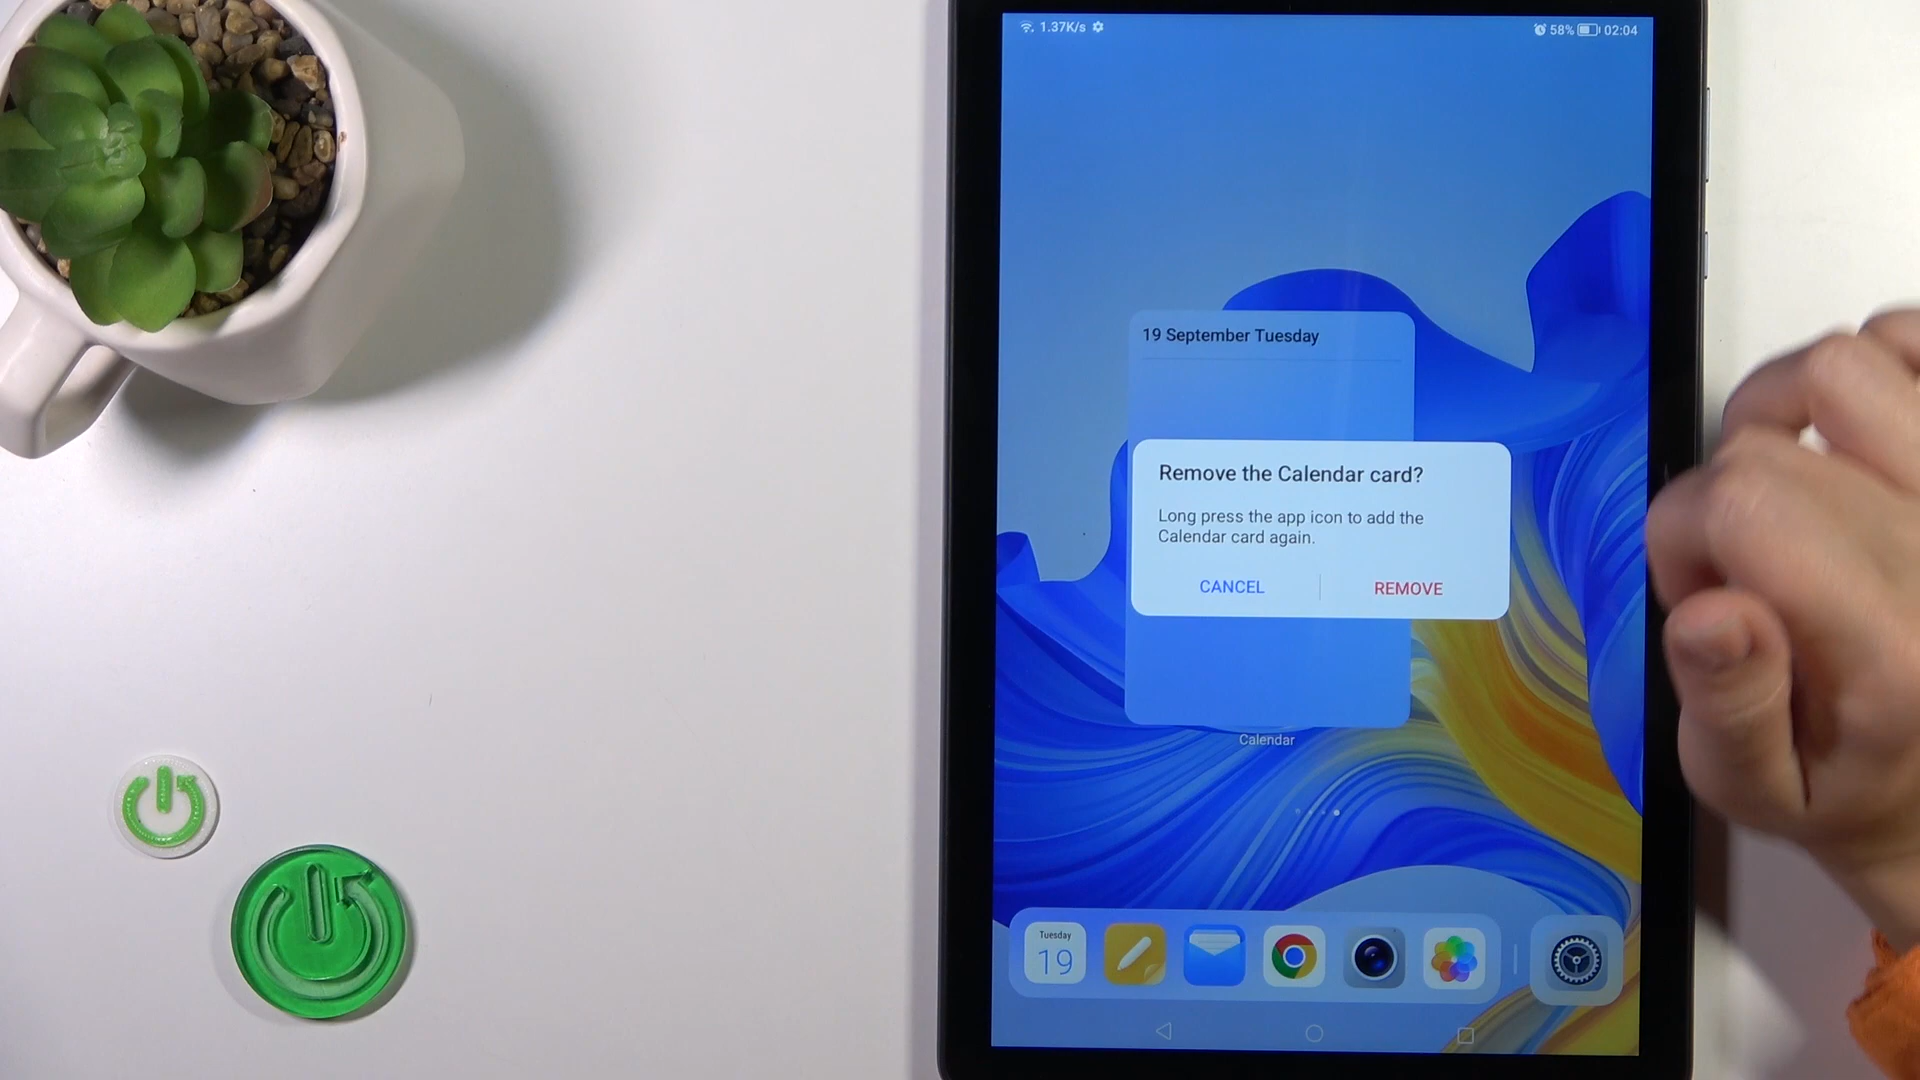 1.37K/s
58% 02:04
19 September Tuesday
Remove the Calendar card?
Long press the app icon to add the
Calendar card again.
CANCEL REMOVE
Calendar
Tuesday
19